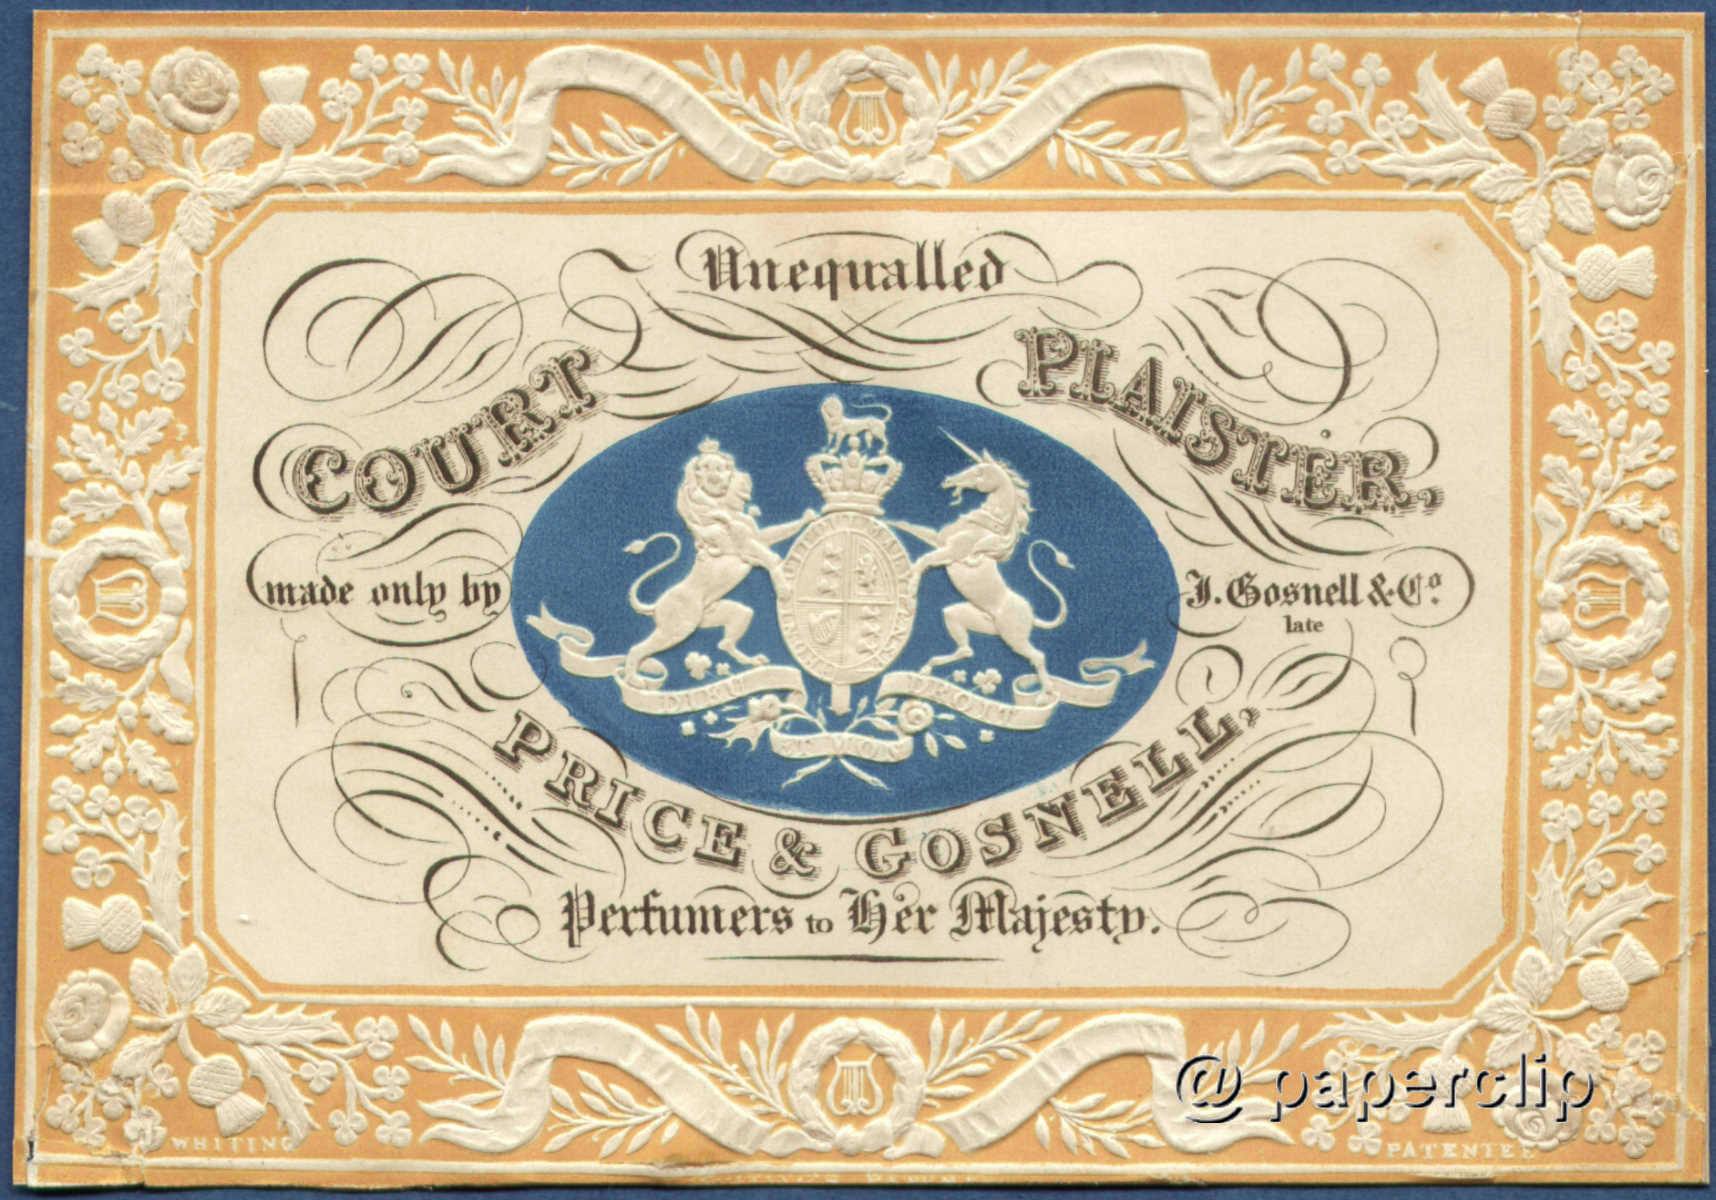 Unequalled
COURT PLAISTER,
made only by J. Gosnell & Co.
late
PRICE & GOSNELL,
Perfumers to Her Majesty.
DIEU
ET MON
DROIT
WHITING
PATENTEE
@ paperclip